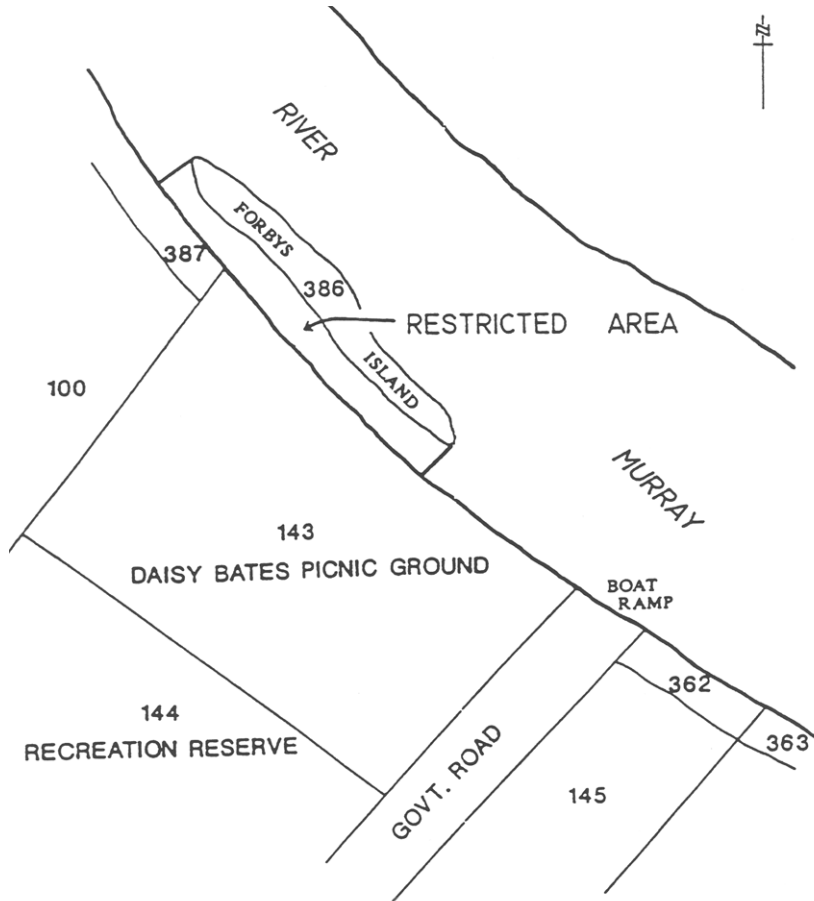 N
RIVER
FORBYS
387
386
RESTRICTED AREA
ISLAND
100
MURRAY
143
DAISY BATES PICNIC GROUND
BOAT
RAMP
362
144
RECREATION RESERVE
363
GOVT. ROAD
145